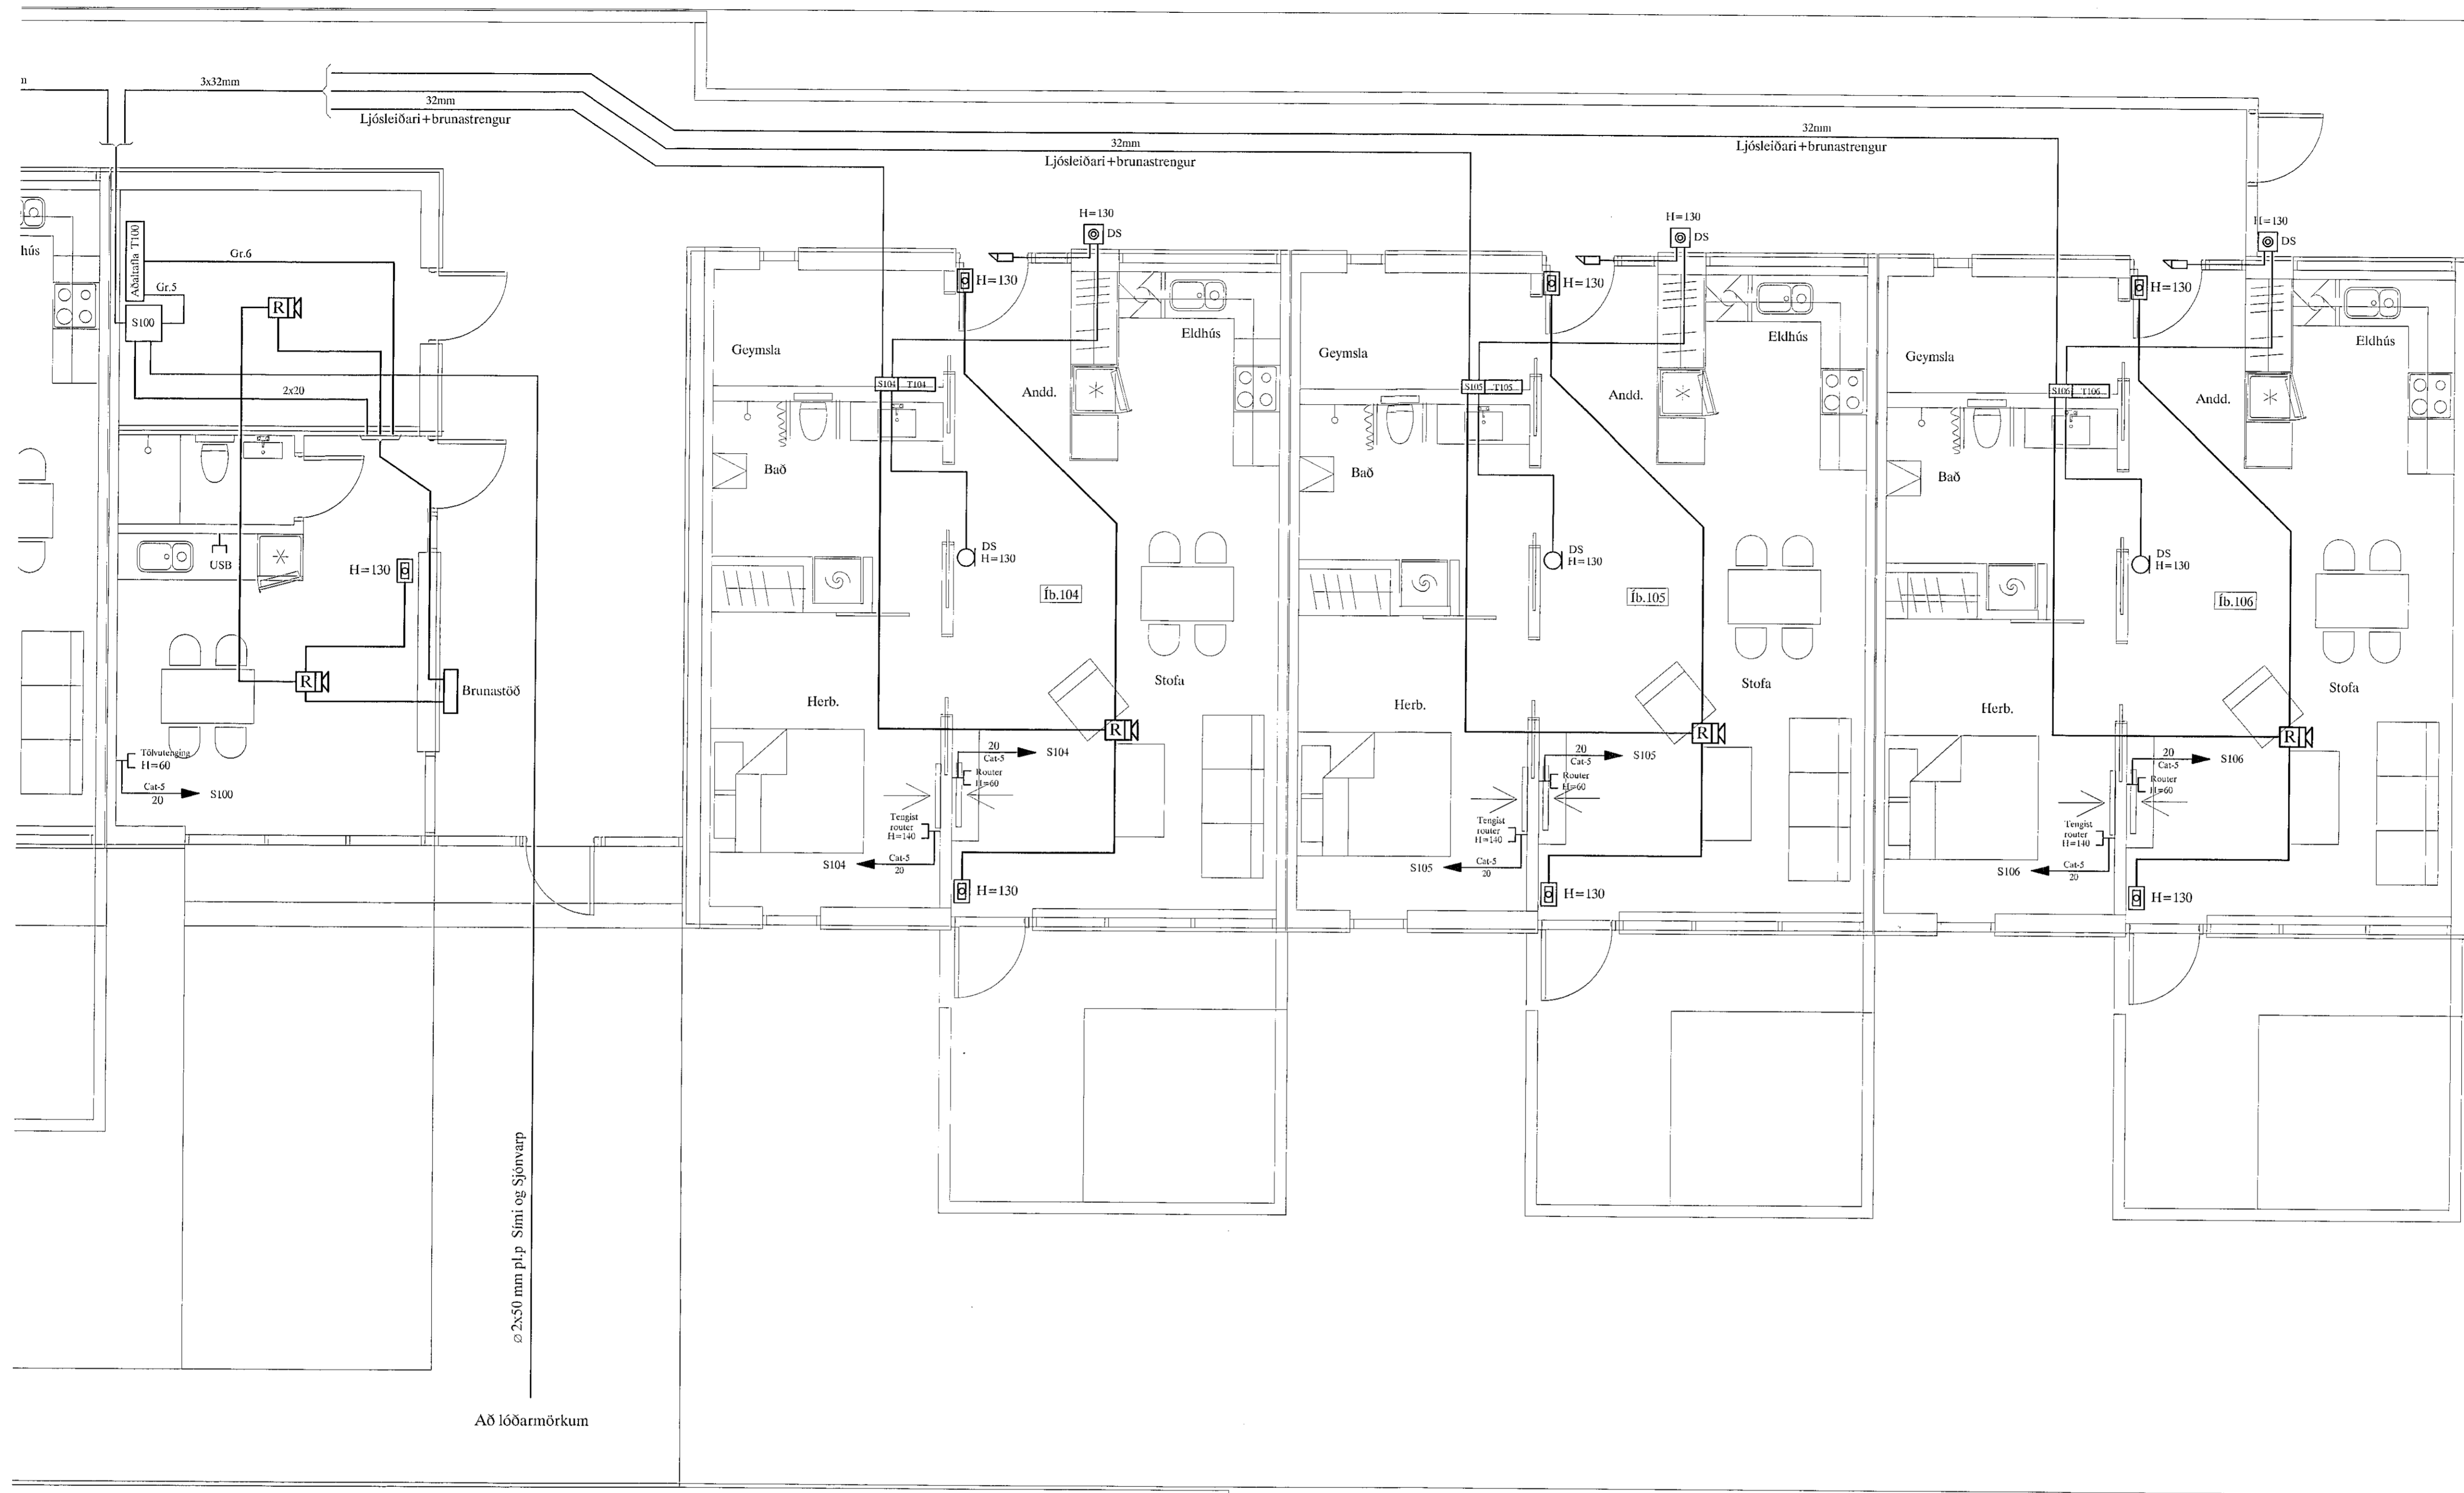 3x32mm
32mm
Ljósleiðari+brunastrengur
32mm
Ljósleiðari+brunastrengur
32mm
Ljósleiðari+brunastrengur
hús
Aðaltafla T100
Gr.6
Gr.5
S100
R
2x20
USB
H=130
R
Brunastöð
Tölvutenging
H=60
Cat-5
20
S100
⌀ 2x50 mm pl.p Sími og Sjónvarp
Að lóðarmörkum
H=130
DS
H=130
Geymsla
Eldhús
S104
T104
Andd.
Bað
DS
H=130
Íb.104
Stofa
Herb.
R
20
Cat-5
S104
Router
H=60
Tengist
router
H=140
S104
Cat-5
20
H=130
H=130
DS
H=130
Geymsla
Eldhús
S105
T105
Andd.
Bað
DS
H=130
Íb.105
Stofa
Herb.
R
20
Cat-5
S105
Router
H=60
Tengist
router
H=140
S105
Cat-5
20
H=130
H=130
DS
H=130
Geymsla
Eldhús
S106
T106
Andd.
Bað
DS
H=130
Íb.106
Stofa
Herb.
R
20
Cat-5
S106
Router
H=60
Tengist
router
H=140
S106
Cat-5
20
H=130